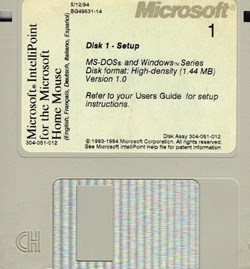 5/12/94
BG49531-14
Microsoft
1
Disk 1 - Setup
MS-DOS® and Windows™ Series
Disk format: High-density (1.44 MB)
Version 1.0
Refer to your Users Guide for setup
instructions.
Disk Assy 304-051-012
© 1983-1994 Microsoft Corporation. All rights reserved.
See Microsoft IntelliPoint Help file for patent information.
Microsoft® IntelliPoint
for the Microsoft
Home Mouse
(English, Français, Deutsch, Italiano, Español)
304-051-012
CH